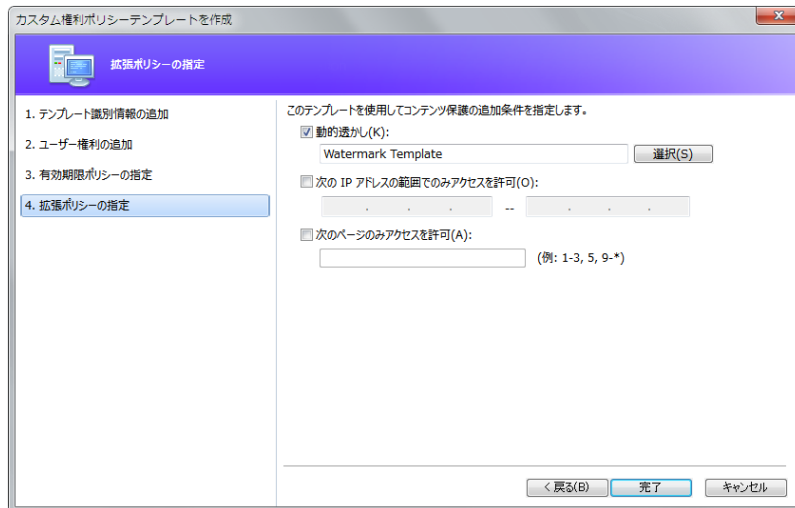 カスタム権利ポリシーテンプレートを作成
拡張ポリシーの指定
1. テンプレート識別情報の追加
2. ユーザー権利の追加
3. 有効期限ポリシーの指定
4. 拡張ポリシーの指定
このテンプレートを使用してコンテンツ保護の追加条件を指定します。
動的透かし(K):
Watermark Template
選択(S)
次の IP アドレスの範囲でのみアクセスを許可(O):
. . . -- . . .
次のページのみアクセスを許可(A):
(例: 1-3, 5, 9-*)
< 戻る(B)
完了
キャンセル